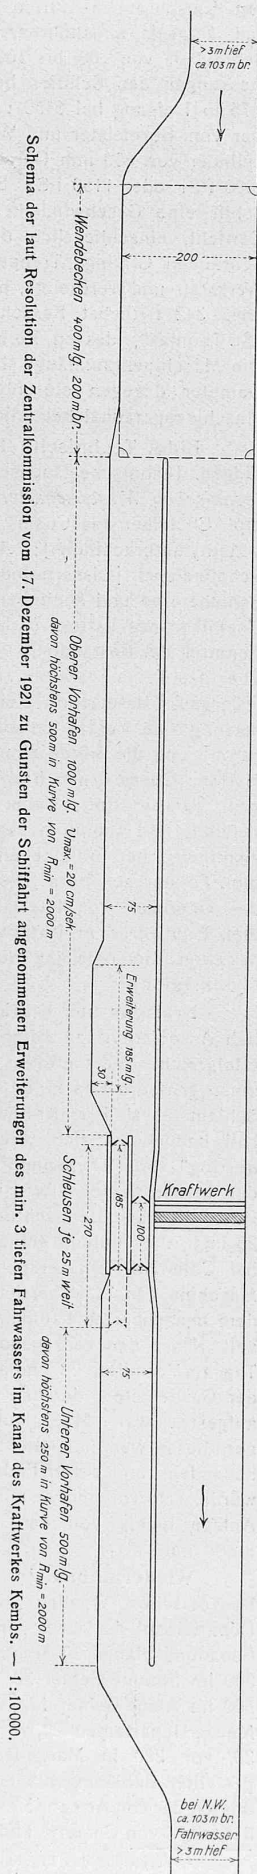 > 3 m tief
ca. 103 m br.
200
Wendebecken 400 m lg. 200 m br.
Oberer Vorhafen 1000 m lg. vmax. = 20 cm/sek.
davon höchstens 500 m in Kurve von Rmin = 2000 m
75
Erweiterung 185 m lg.
30
Kraftwerk
100
185
270
Schleusen je 25 m weit
75
Unterer Vorhafen 500 m lg.
davon höchstens 250 m in Kurve von Rmin = 2000 m
bei N.W.
ca. 103 m br.
Fahrwasser
> 3 m tief
Schema der laut Resolution der Zentralkommission vom 17. Dezember 1921 zu Gunsten der Schiffahrt angenommenen Erweiterungen des min. 3 tiefen Fahrwassers im Kanal des Kraftwerkes Kembs. — 1 : 10 000.